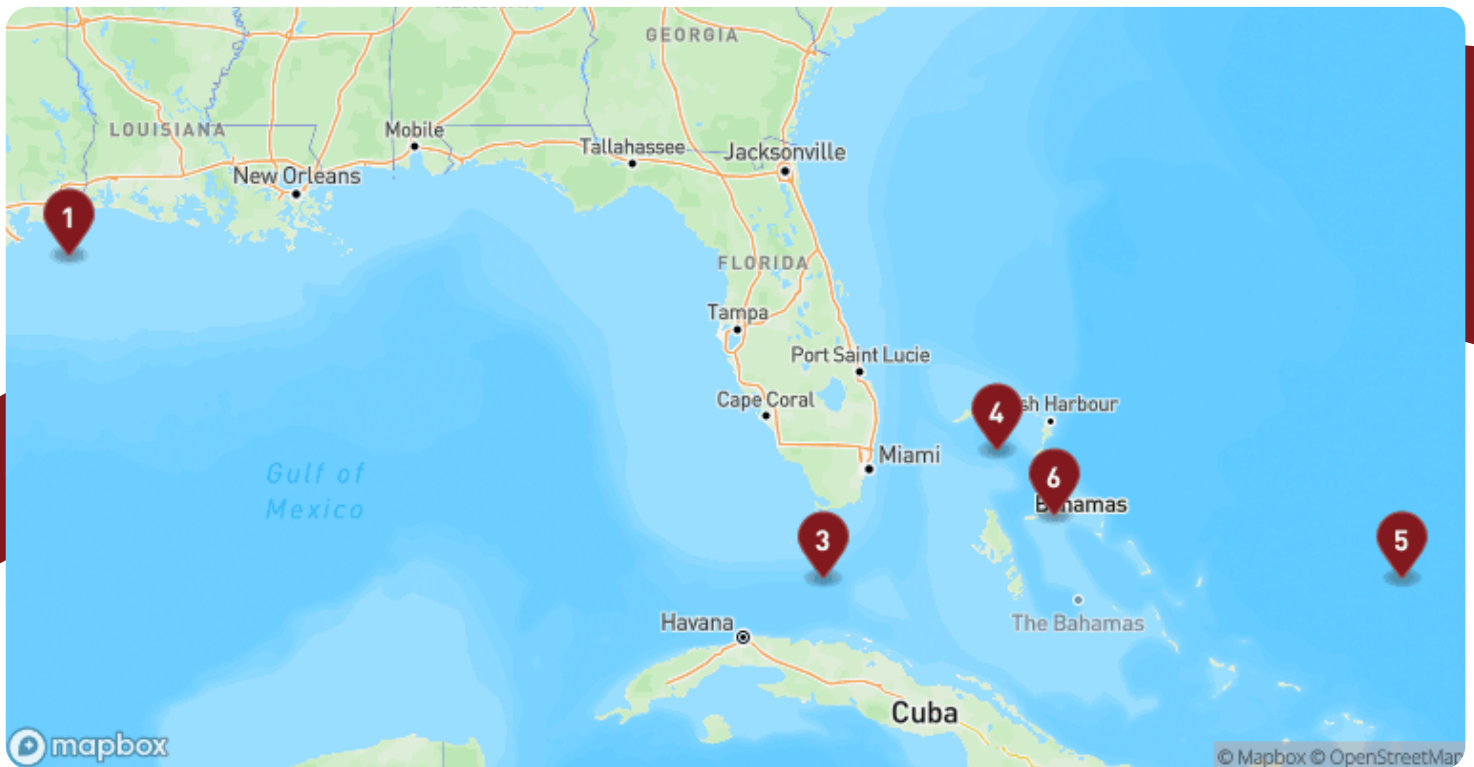 GEORGIA
LOUISIANA
Mobile
Tallahassee
Jacksonville
New Orleans
1
FLORIDA
Tampa
Port Saint Lucie
Cape Coral
4
sh Harbour
Miami
Gulf of
Mexico
6
Bahamas
3
5
Havana
The Bahamas
Cuba
mapbox
© Mapbox © OpenStreetMap